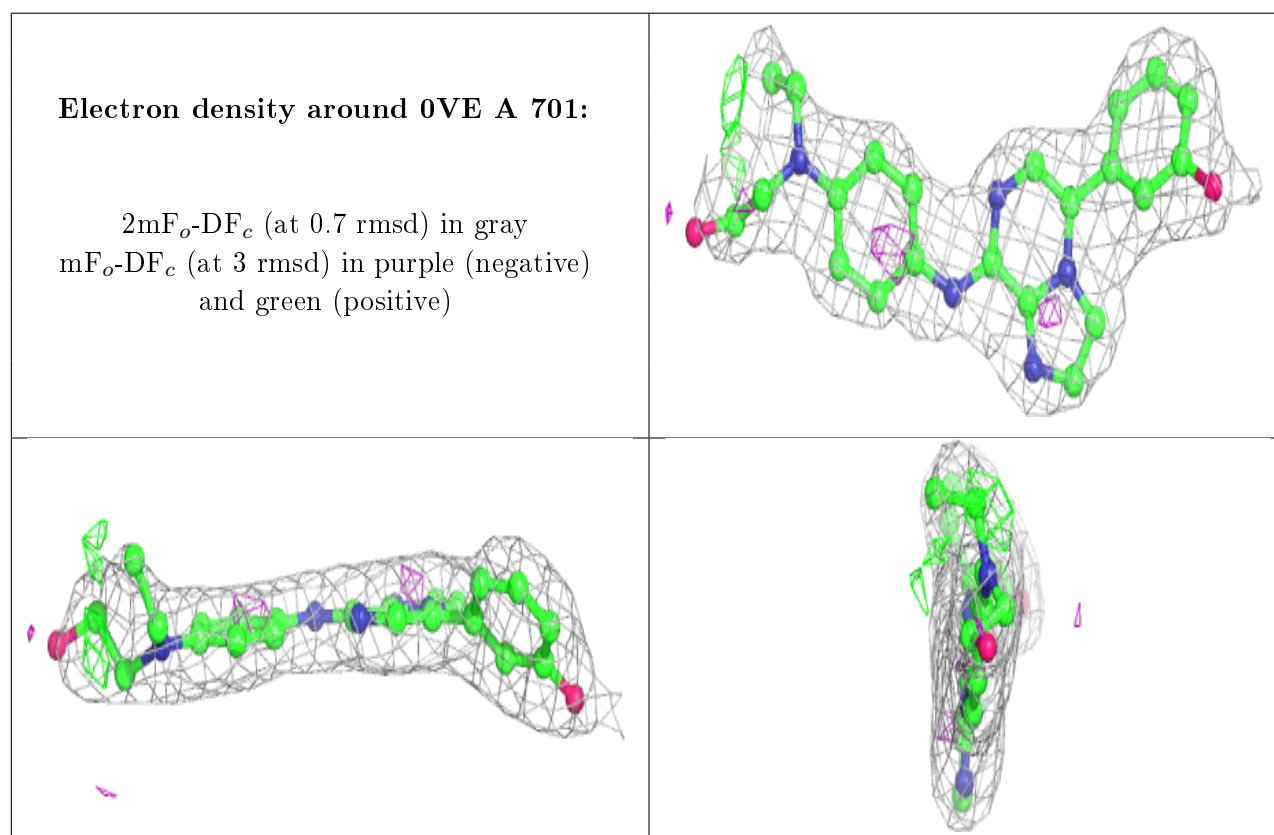 Electron density around 0VE A 701:
2mFo-DFc (at 0.7 rmsd) in gray
mFo-DFc (at 3 rmsd) in purple (negative)
and green (positive)